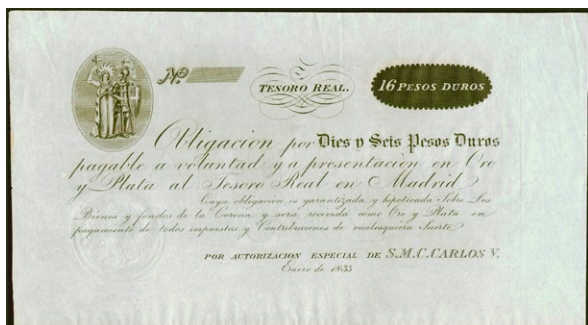 Nº
TESORO REAL.
16 PESOS DUROS
Obligacion por Dies y Seis Pesos Duros
pagable a voluntad y a presentacion en Oro
y Plata al Tesoro Real en Madrid
Cuya obligacion es garantizada y hipotecada Sobre Los
Bienes y fondos de la Corona; y será recivida como Oro y Plata en
pagamento de todos impuestos y Contribuciones de cualesquiera Suerte
POR AUTORIZACION ESPECIAL DE S.M.C. CARLOS V.
Enero de 1835